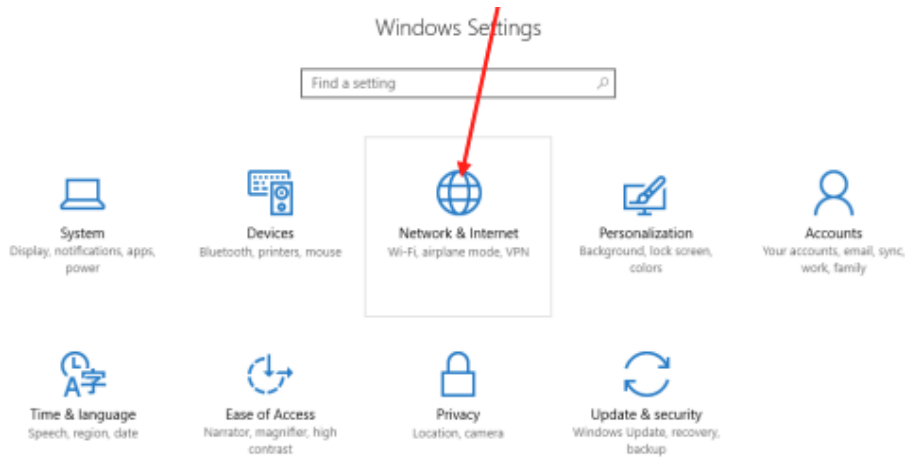 Windows Settings
Find a setting
System
Display, notifications, apps,
power
Devices
Bluetooth, printers, mouse
Network & Internet
Wi-Fi, airplane mode, VPN
Personalization
Background, lock screen,
colors
Accounts
Your accounts, email, sync,
work, family
A字
Time & language
Speech, region, date
Ease of Access
Narrator, magnifier, high
contrast
Privacy
Location, camera
Update & security
Windows Update, recovery,
backup